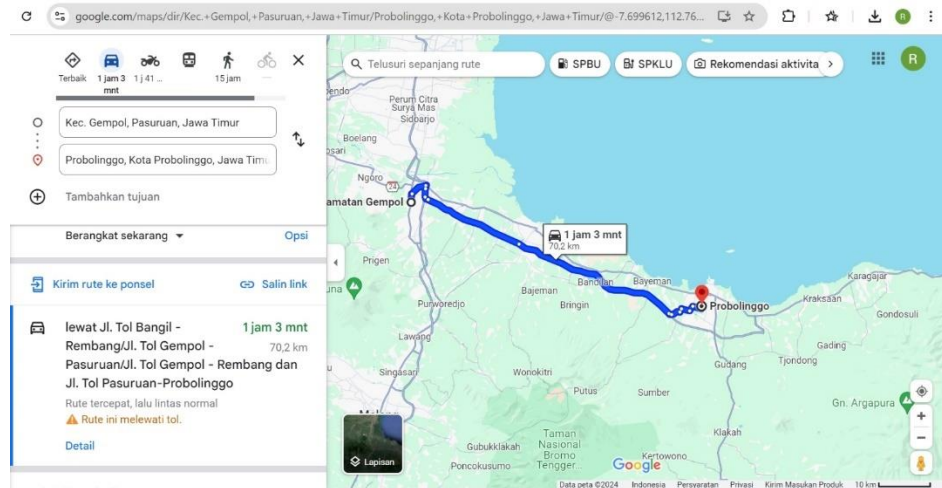 google.com/maps/dir/Kec.+Gempol,+Pasuruan,+Jawa+Timur/Probolinggo,+Kota+Probolinggo,+Jawa+Timur/@-7.699612,112.76...
R
Terbaik
1 jam 3
mnt
1 j 41 ...
15 jam
Kec. Gempol, Pasuruan, Jawa Timur
Probolinggo, Kota Probolinggo, Jawa Timu
Tambahkan tujuan
Berangkat sekarang
Opsi
Kirim rute ke ponsel
Salin link
lewat Jl. Tol Bangil - 1 jam 3 mnt
Rembang/Jl. Tol Gempol - 70,2 km
Pasuruan/Jl. Tol Gempol - Rembang dan
Jl. Tol Pasuruan-Probolinggo
Rute tercepat, lalu lintas normal
Rute ini melewati tol.
Detail
Telusuri sepanjang rute
SPBU
SPKLU
Rekomendasi aktivita
R
Perum Citra
Surya Mas
Sidoarjo
Boelang
Ngoro
24
amatan Gempol
Prigen
1 jam 3 mnt
70,2 km
Bayeman
Bajeman
Bringin
Probolinggo
Karagajar
Kraksaan
Gondosuli
Purworedjo
Lawang
Singasari
Wonokitri
Gading
Gudang
Tjondong
Putus
Sumber
Gn. Argapura
Klakah
Taman
Nasional
Bromo
Tengger...
Gubukklakah
Poncokusumo
Kertowono
Lapisan
Google
Data peta ©2024
Indonesia
Persyaratan
Privasi
Kirim Masukan Produk
10 km